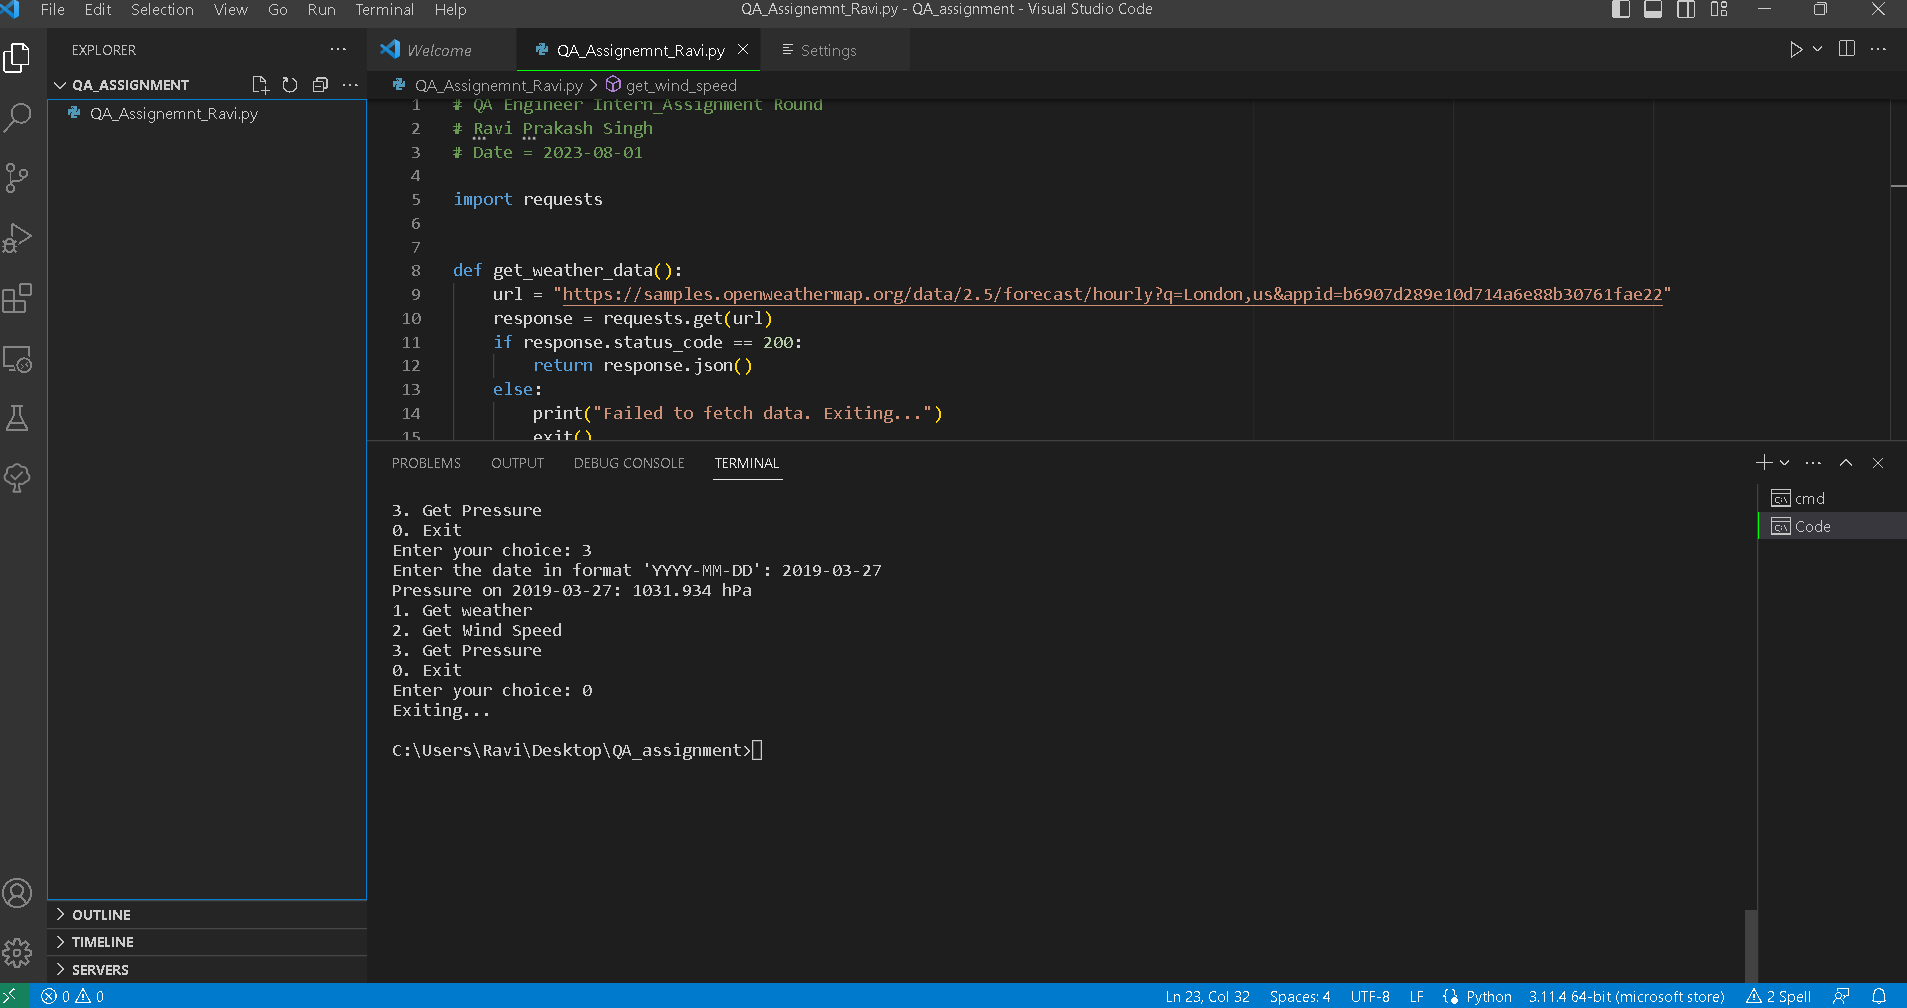 File Edit Selection View Go Run Terminal Help QA_Assignemnt_Ravi.py - QA_assignment - Visual Studio Code
EXPLORER
QA_ASSIGNMENT
QA_Assignemnt_Ravi.py
OUTLINE
TIMELINE
SERVERS
Welcome QA_Assignemnt_Ravi.py Settings
QA_Assignemnt_Ravi.py > get_wind_speed
1 # QA Engineer Intern_Assignment Round
2 # Ravi Prakash Singh
3 # Date = 2023-08-01
4
5 import requests
6
7
8 def get_weather_data():
9 url = "https://samples.openweathermap.org/data/2.5/forecast/hourly?q=London,us&appid=b6907d289e10d714a6e88b30761fae22"
10 response = requests.get(url)
11 if response.status_code == 200:
12 return response.json()
13 else:
14 print("Failed to fetch data. Exiting...")
15 exit()
PROBLEMS OUTPUT DEBUG CONSOLE TERMINAL
3. Get Pressure
0. Exit
Enter your choice: 3
Enter the date in format 'YYYY-MM-DD': 2019-03-27
Pressure on 2019-03-27: 1031.934 hPa
1. Get weather
2. Get Wind Speed
3. Get Pressure
0. Exit
Enter your choice: 0
Exiting...
C:\Users\Ravi\Desktop\QA_assignment>
cmd
Code
0 0 Ln 23, Col 32 Spaces: 4 UTF-8 LF Python 3.11.4 64-bit (microsoft store) 2 Spell